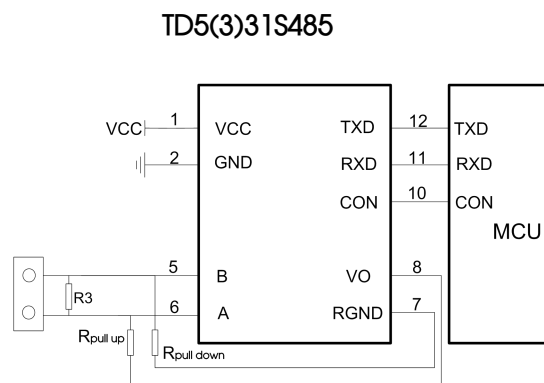 TD5(3)31S485
VCC 1 VCC TXD 12 TXD
2 GND RXD 11 RXD
CON 10 CON
MCU
5 B VO 8
R3
6 A RGND 7
Rpull up
Rpull down